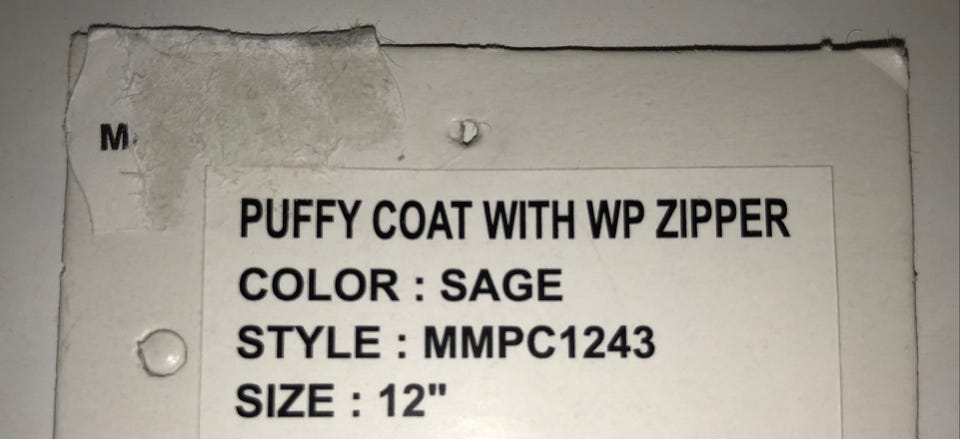 M
PUFFY COAT WITH WP ZIPPER
COLOR : SAGE
STYLE : MMPC1243
SIZE : 12"